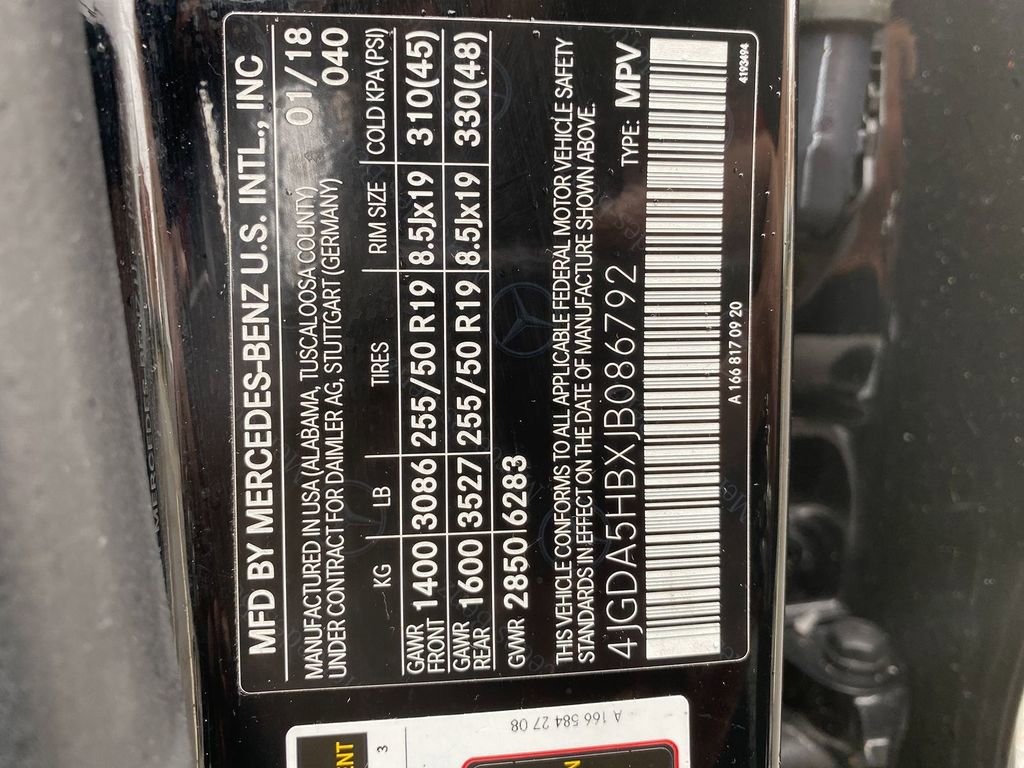 MFD BY MERCEDES-BENZ U.S. INTL., INC
MANUFACTURED IN USA (ALABAMA, TUSCALOOSA COUNTY) 01/18
UNDER CONTRACT FOR DAIMLER AG, STUTTGART (GERMANY) 040
KG LB TIRES RIM SIZE COLD KPA(PSI)
GAWR FRONT 1400 3086 255/50 R19 8.5Jx19 310(45)
GAWR REAR 1600 3527 255/50 R19 8.5Jx19 330(48)
GVWR 2850 6283
THIS VEHICLE CONFORMS TO ALL APPLICABLE FEDERAL MOTOR VEHICLE SAFETY
STANDARDS IN EFFECT ON THE DATE OF MANUFACTURE SHOWN ABOVE.
4JGDA5HBXJB086792 TYPE: MPV
A 166 817 09 20
4193494
A 166 584 27 08
3